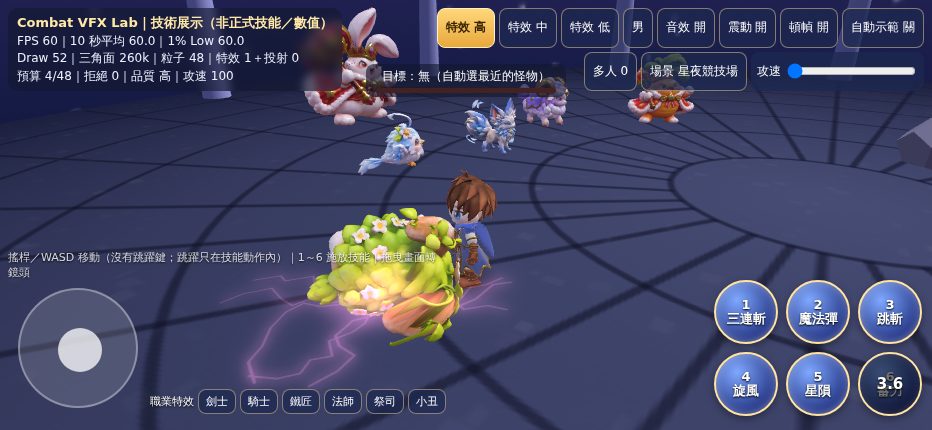 Combat VFX Lab｜技術展示（非正式技能／數值）
FPS 60｜10 秒平均 60.0｜1% Low 60.0
Draw 52｜三角面 260k｜粒子 48｜特效 1＋投射 0
預算 4/48｜拒絕 0｜品質 高｜攻速 100
特效 高
特效 中
特效 低
男
音效 開
震動 開
頓幀 開
自動示範 關
目標：無（自動選最近的怪物）
多人 0
場景 星夜競技場
攻速
搖桿／WASD 移動（沒有跳躍鍵；跳躍只在技能動作內）｜1～6 施放技能｜拖曳畫面轉
鏡頭
1
三連斬
2
魔法彈
3
跳斬
4
旋風
5
星隕
6
蓄力
3.6
職業特效
劍士
騎士
鐵匠
法師
祭司
小丑